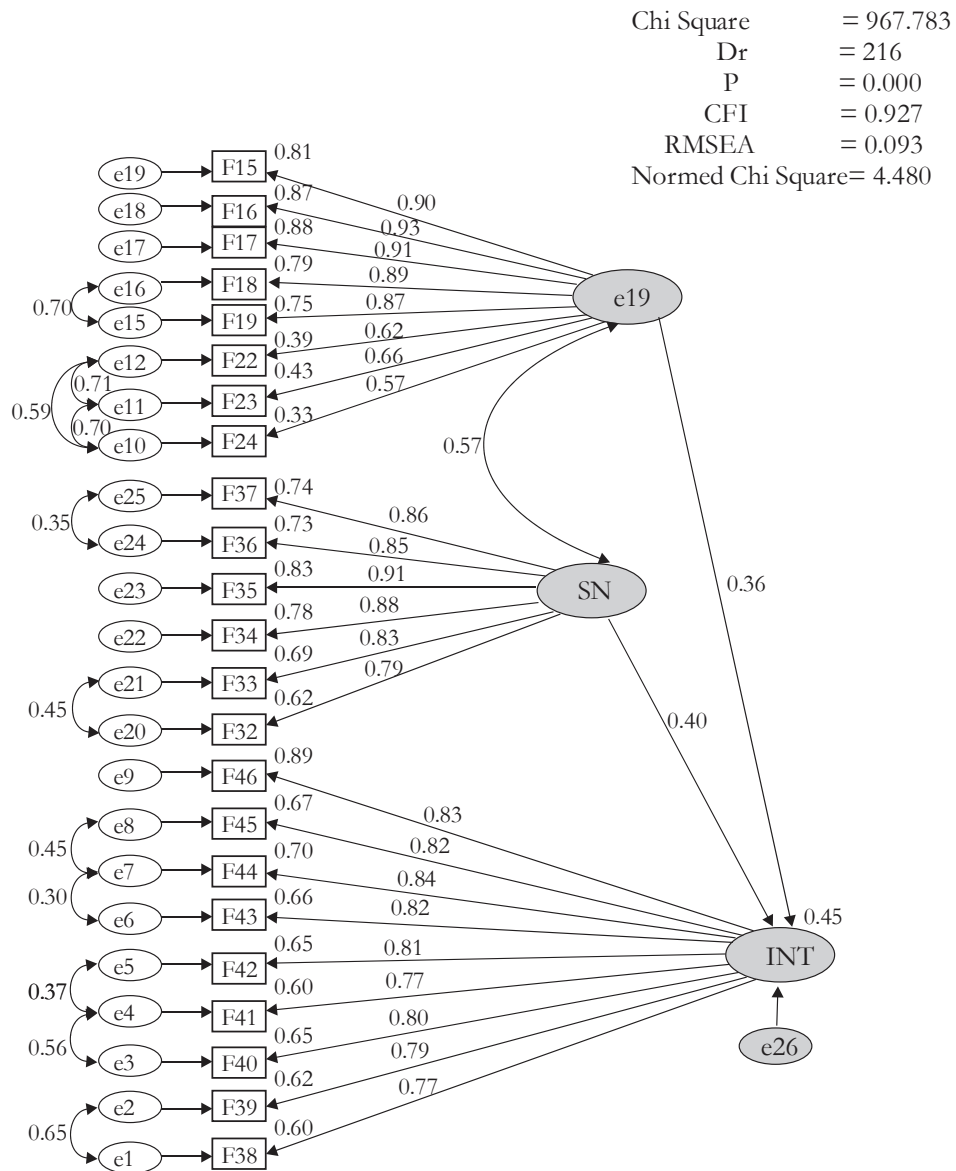 Chi Square = 967.783
Dr = 216
P = 0.000
CFI = 0.927
RMSEA = 0.093
Normed Chi Square= 4.480
e19 F15 0.81
0.90
e18 F16 0.87
0.93
e17 F17 0.88
0.91
e16 F18 0.79
0.89
0.70
e15 F19 0.75
0.87
e19
e12 F22 0.39
0.62
0.71
e11 F23 0.43
0.66
0.59
0.70
e10 F24 0.33
0.57
0.57
e25 F37 0.74
0.86
0.35
e24 F36 0.73
0.85
e23 F35 0.83
0.91
SN
0.36
e22 F34 0.78
0.88
e21 F33 0.69
0.83
0.45
e20 F32 0.62
0.79
0.40
e9 F46 0.89
0.83
e8 F45 0.67
0.82
0.45
e7 F44 0.70
0.84
0.30
e6 F43 0.66
0.82
0.45
INT
e5 F42 0.65
0.81
0.37
e4 F41 0.60
0.77
0.56
e3 F40 0.65
0.80
e26
e2 F39 0.62
0.79
0.65
e1 F38 0.60
0.77